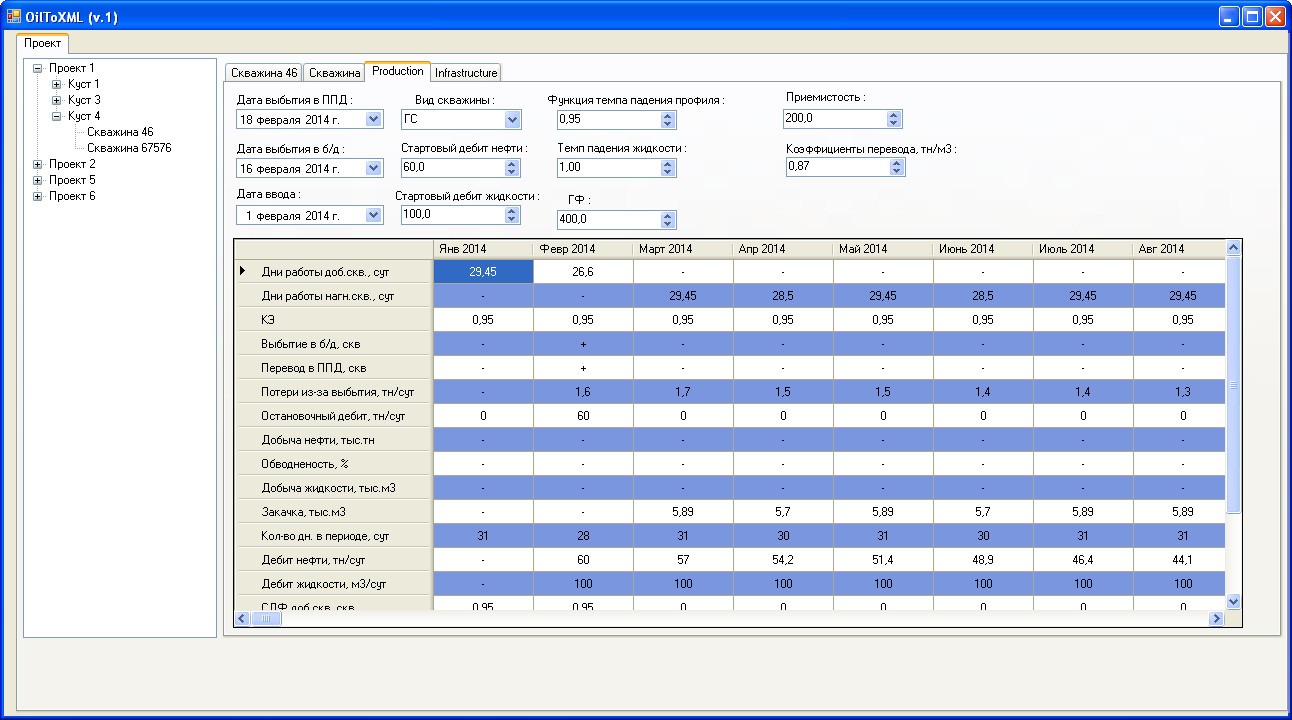 OilToXML (v.1)
Проект
Проект 1
Куст 1
Куст 3
Куст 4
Скважина 46
Скважина 67576
Проект 2
Проект 5
Проект 6
Скважина 46 Скважина Production Infrastructure
Дата выбытия в ППД : Вид скважины : Функция темпа падения профиля : Приемистость :
18 февраля 2014 г. ГС 0,95 200,0
Дата выбытия в б/д : Стартовый дебит нефти : Темп падения жидкости : Коэффициенты перевода, тн/м3 :
16 февраля 2014 г. 60,0 1,00 0,87
Дата ввода : Стартовый дебит жидкости : ГФ :
1 февраля 2014 г. 100,0 400,0
Янв 2014 Февр 2014 Март 2014 Апр 2014 Май 2014 Июнь 2014 Июль 2014 Авг 2014
Дни работы доб.скв., сут 29,45 26,6 - - - - - -
Дни работы нагн.скв., сут - - 29,45 28,5 29,45 28,5 29,45 29,45
КЭ 0,95 0,95 0,95 0,95 0,95 0,95 0,95 0,95
Выбытие в б/д, скв - + - - - - - -
Перевод в ППД, скв - + - - - - - -
Потери из-за выбытия, тн/сут - 1,6 1,7 1,5 1,5 1,4 1,4 1,3
Остановочный дебит, тн/сут 0 60 0 0 0 0 0 0
Добыча нефти, тыс.тн - - - - - - - -
Обводненость, % - - - - - - - -
Добыча жидкости, тыс.м3 - - - - - - - -
Закачка, тыс.м3 - - 5,89 5,7 5,89 5,7 5,89 5,89
Кол-во дн. в периоде, сут 31 28 31 30 31 30 31 31
Дебит нефти, тн/сут - 60 57 54,2 51,4 48,9 46,4 44,1
Дебит жидкости, м3/сут - 100 100 100 100 100 100 100
СДФ доб.скв, скв 0,95 0,95 0 0 0 0 0 0